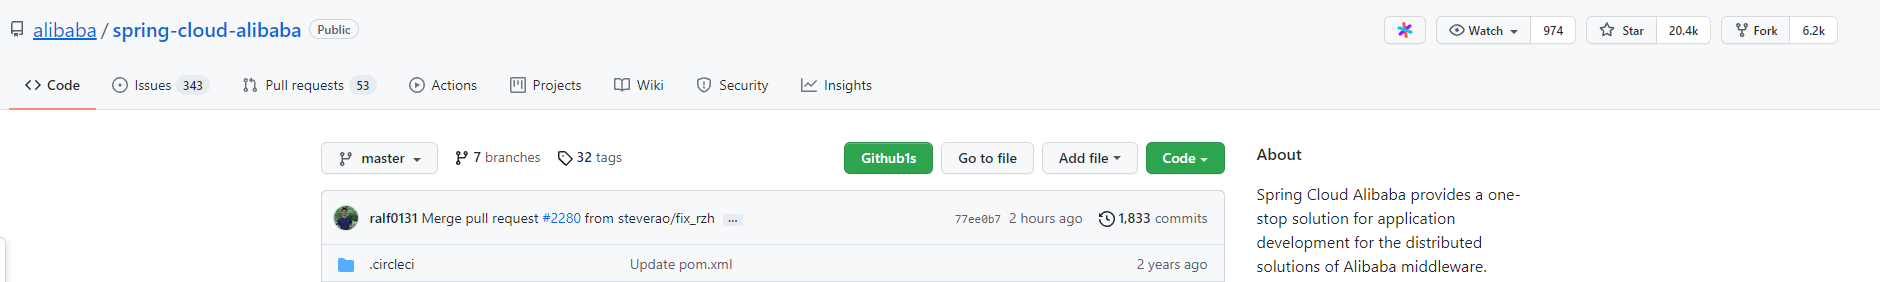 alibaba / spring-cloud-alibaba Public Watch 974 Star 20.4k Fork 6.2k
Code Issues 343 Pull requests 53 Actions Projects Wiki Security Insights
master 7 branches 32 tags Github1s Go to file Add file Code
ralf0131 Merge pull request #2280 from steverao/fix_rzh ... 77ee0b7 2 hours ago 1,833 commits
.circleci Update pom.xml 2 years ago
About
Spring Cloud Alibaba provides a one-
stop solution for application
development for the distributed
solutions of Alibaba middleware.